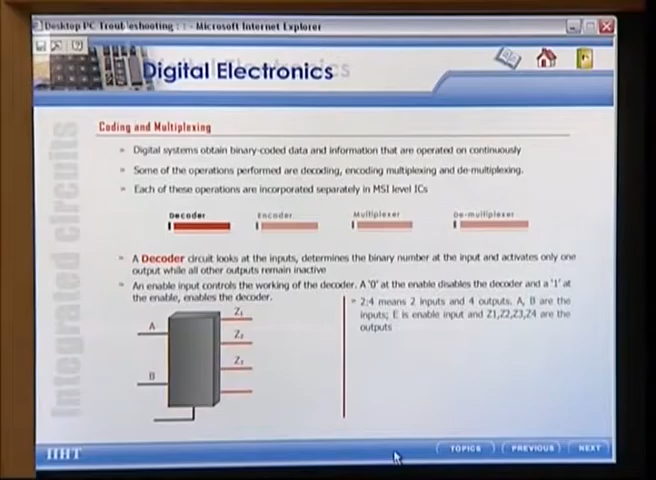 Desktop PC Troubleshooting : : - Microsoft Internet Explorer
Digital Electronics
Coding and Multiplexing
Digital systems obtain binary-coded data and information that are operated on continuously
Some of the operations performed are decoding, encoding multiplexing and de-multiplexing.
Each of these operations are incorporated separately in MSI level ICs
Decoder Encoder Multiplexer De-multiplexer
A Decoder circuit looks at the inputs, determines the binary number at the input and activates only one
output while all other outputs remain inactive
An enable input controls the working of the decoder. A '0' at the enable disables the decoder and a '1' at
the enable, enables the decoder.
2:4 means 2 inputs and 4 outputs. A, B are the
inputs; E is enable input and Z1,Z2,Z3,Z4 are the
outputs
A
B
Z1
Z2
Z3
Integrated circuits
IIHT
TOPICS PREVIOUS NEXT